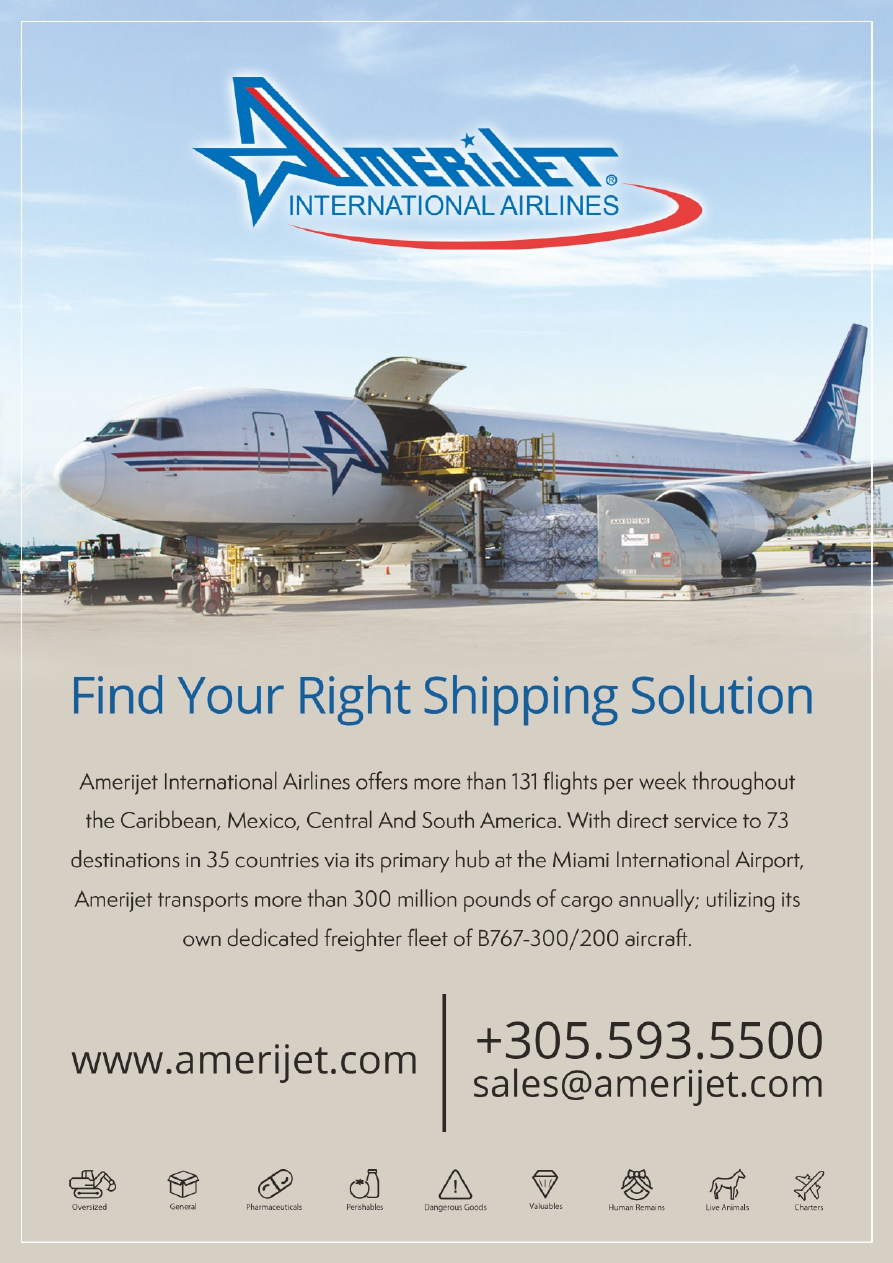 AMERIJET®
INTERNATIONAL AIRLINES
310
Find Your Right Shipping Solution
Amerijet International Airlines offers more than 131 flights per week throughout
the Caribbean, Mexico, Central And South America. With direct service to 73
destinations in 35 countries via its primary hub at the Miami International Airport,
Amerijet transports more than 300 million pounds of cargo annually; utilizing its
own dedicated freighter fleet of B767-300/200 aircraft.
www.amerijet.com
+305.593.5500
sales@amerijet.com
Oversized
General
Pharmaceuticals
Perishables
Dangerous Goods
Valuables
Human Remains
Live Animals
Charters